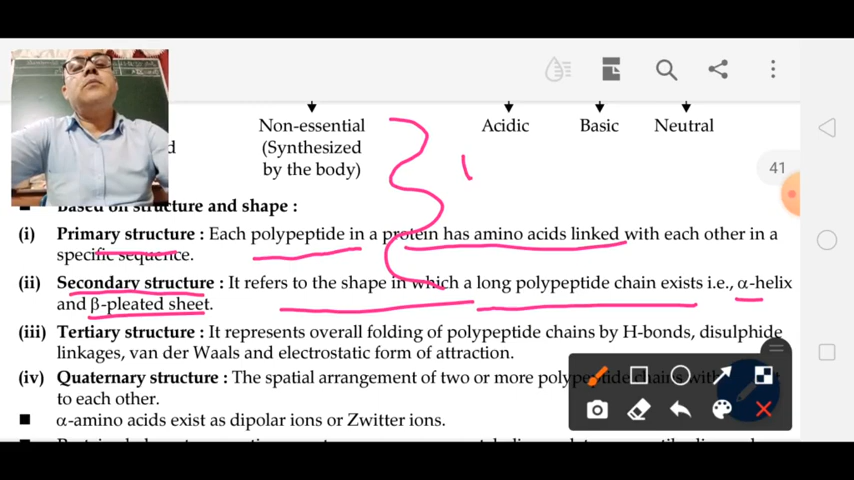 Non-essential Acidic Basic Neutral
(Synthesized
by the body)
41
■ Based on structure and shape :
(i) Primary structure : Each polypeptide in a protein has amino acids linked with each other in a
specific sequence.
(ii) Secondary structure : It refers to the shape in which a long polypeptide chain exists i.e., α-helix
and β-pleated sheet.
(iii) Tertiary structure : It represents overall folding of polypeptide chains by H-bonds, disulphide
linkages, van der Waals and electrostatic form of attraction.
(iv) Quaternary structure : The spatial arrangement of two or more polypeptide chains with
to each other.
■ α-amino acids exist as dipolar ions or Zwitter ions.